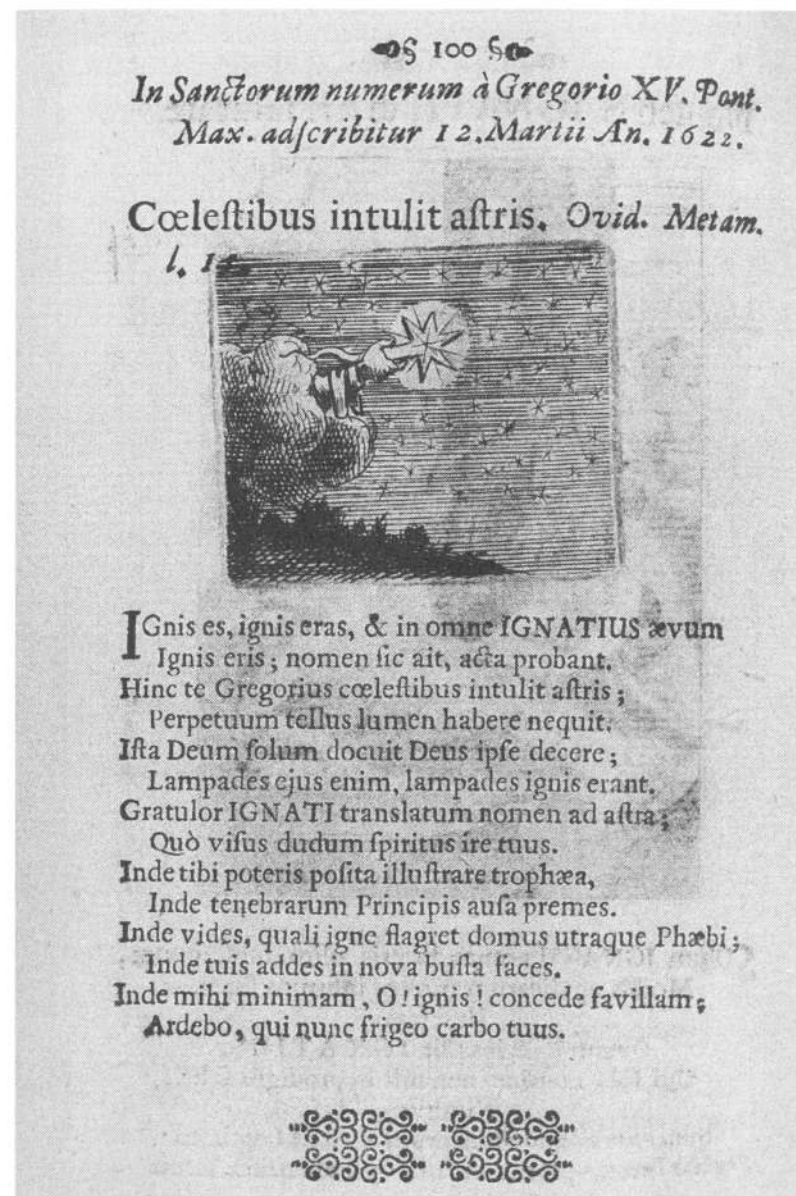 100
In Sanctorum numerum à Gregorio XV. Pont.
Max. adſcribitur 12. Martii An. 1622.
Cœleſtibus intulit aſtris. Ovid. Metam.
l.
IGnis es, ignis eras, & in omne IGNATIUS ævum
Ignis eris; nomen ſic ait, acta probant.
Hinc te Gregorius cœleſtibus intulit aſtris;
Perpetuum tellus lumen habere nequit.
Iſta Deum ſolum docuit Deus ipſe decere;
Lampades ejus enim, lampades ignis erant.
Gratulor IGNATI translatum nomen ad aſtra;
Quò viſus dudum ſpiritus ire tuus.
Inde tibi poteris poſita illuſtrare trophæa,
Inde tenebrarum Principis auſa premes.
Inde vides, quali igne flagret domus utraque Phæbi;
Inde tuis addes in nova buſta faces.
Inde mihi minimam, O! ignis! concede favillam;
Ardebo, qui nunc frigeo carbo tuus.